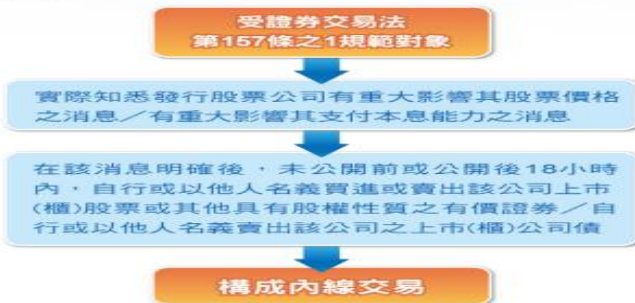 受證券交易法
第157條之1規範對象
實際知悉發行股票公司有重大影響其股票價格
之消息／有重大影響其支付本息能力之消息
在該消息明確後，未公開前或公開後18小時
內，自行或以他人名義買進或賣出該公司上市
(櫃)股票或其他具有股權性質之有價證券／自
行或以他人名義賣出該公司之上市(櫃)公司債
構成內線交易